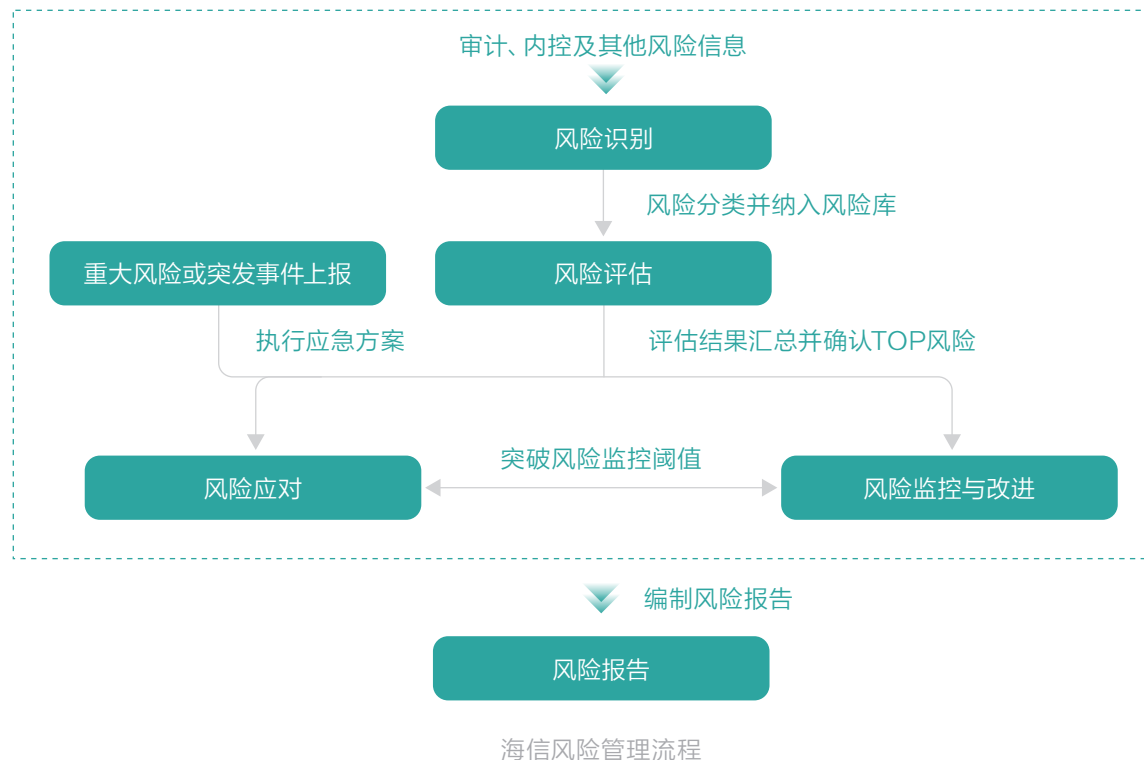 审计、内控及其他风险信息
风险识别
风险分类并纳入风险库
重大风险或突发事件上报
风险评估
执行应急方案
评估结果汇总并确认TOP风险
突破风险监控阈值
风险应对
风险监控与改进
编制风险报告
风险报告
海信风险管理流程